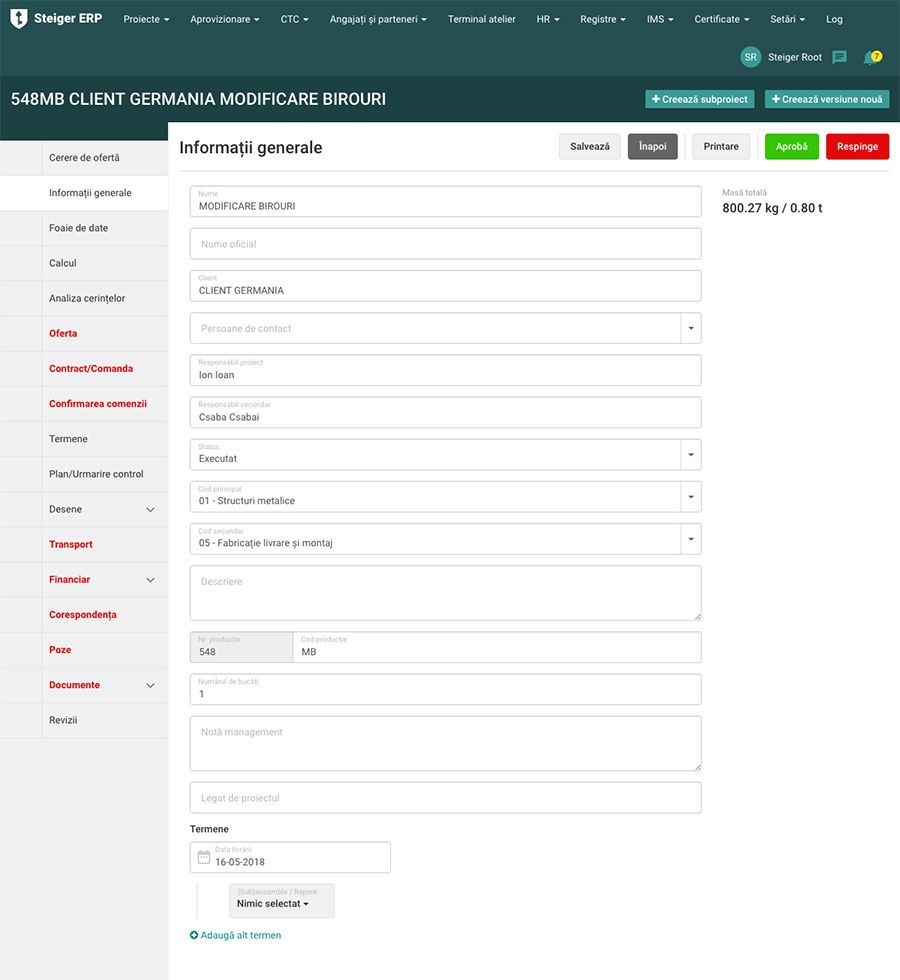 Steiger ERP Proiecte Aprovizionare CTC Angajați și parteneri Terminal atelier HR Registre IMS Certificate Setări Log
SR Steiger Root 7
548MB CLIENT GERMANIA MODIFICARE BIROURI
Creează subproiect Creează versiune nouă
Cerere de ofertă
Informații generale
Foaie de date
Calcul
Analiza cerințelor
Oferta
Contract/Comanda
Confirmarea comenzii
Termene
Plan/Urmarire control
Desene
Transport
Financiar
Corespondența
Poze
Documente
Revizii
Informații generale
Salvează Înapoi Printare Aprobă Respinge
Nume
MODIFICARE BIROURI
Nume oficial
Client
CLIENT GERMANIA
Persoane de contact
Responsabil proiect
Ion Ioan
Responsabil secundar
Csaba Csabai
Status
Executat
Cod principal
01 - Structuri metalice
Cod secundar
05 - Fabricație livrare și montaj
Descriere
Nr. producție Cod producție
548 MB
Numărul de bucăți
1
Notă management
Legat de proiectul
Termene
Data livrării
16-05-2018
(Sub)ansamble / Repere
Nimic selectat
Adaugă alt termen
Masă totală
800.27 kg / 0.80 t